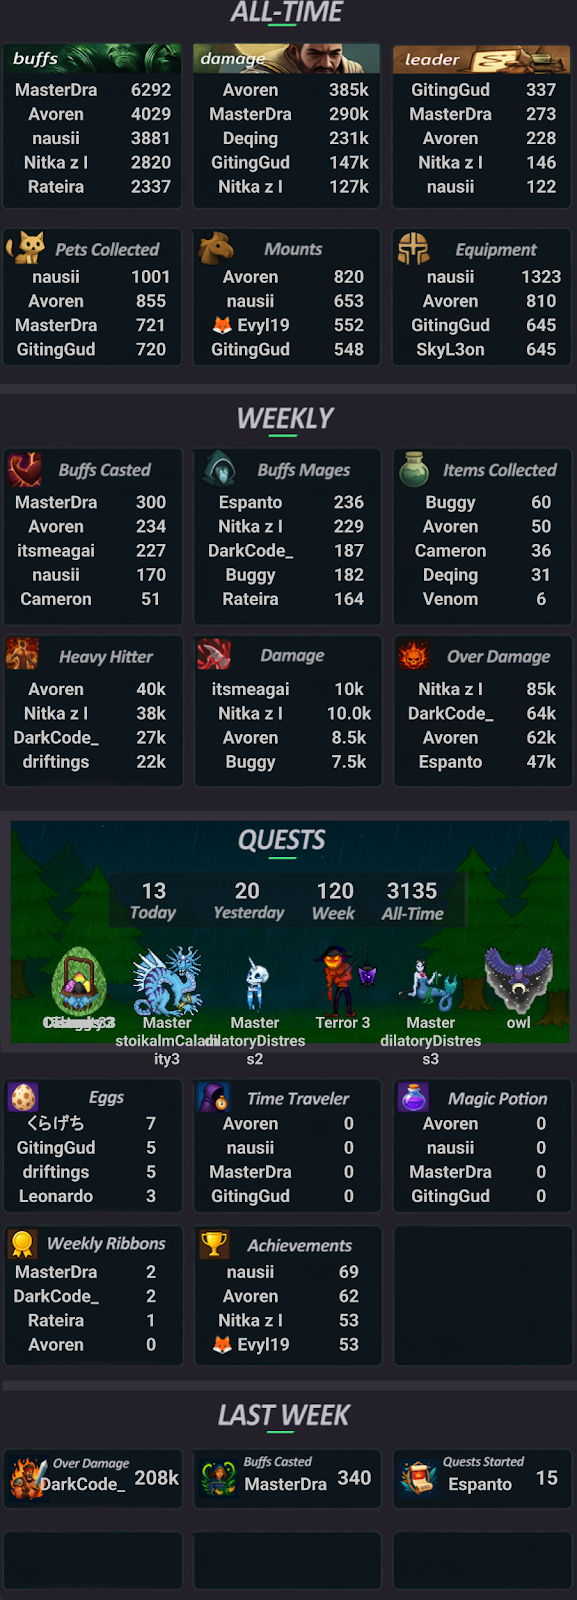 ALL-TIME
buffs
MasterDra 6292
Avoren 4029
nausii 3881
Nitka z I 2820
Rateira 2337
damage
Avoren 385k
MasterDra 290k
Deqing 231k
GitingGud 147k
Nitka z I 127k
leader
GitingGud 337
MasterDra 273
Avoren 228
Nitka z I 146
nausii 122
Pets Collected
nausii 1001
Avoren 855
MasterDra 721
GitingGud 720
Mounts
Avoren 820
nausii 653
🦊 Evyl19 552
GitingGud 548
Equipment
nausii 1323
Avoren 810
GitingGud 645
SkyL3on 645
WEEKLY
Buffs Casted
MasterDra 300
Avoren 234
itsmeagai 227
nausii 170
Cameron 51
Buffs Mages
Espanto 236
Nitka z I 229
DarkCode_ 187
Buggy 182
Rateira 164
Items Collected
Buggy 60
Avoren 50
Cameron 36
Deqing 31
Venom 6
Heavy Hitter
Avoren 40k
Nitka z I 38k
DarkCode_ 27k
driftings 22k
Damage
itsmeagai 10k
Nitka z I 10.0k
Avoren 8.5k
Buggy 7.5k
Over Damage
Nitka z I 85k
DarkCode_ 64k
Avoren 62k
Espanto 47k
QUESTS
13 20 120 3135
Today Yesterday Week All-Time
Master
stoikalmCalam
ity3
Master
dilatoryDistres
s2
Terror 3
Master
dilatoryDistres
s3
owl
Eggs
くらげち 7
GitingGud 5
driftings 5
Leonardo 3
Time Traveler
Avoren 0
nausii 0
MasterDra 0
GitingGud 0
Magic Potion
Avoren 0
nausii 0
MasterDra 0
GitingGud 0
Weekly Ribbons
MasterDra 2
DarkCode_ 2
Rateira 1
Avoren 0
Achievements
nausii 69
Avoren 62
Nitka z I 53
🦊 Evyl19 53
LAST WEEK
Over Damage
DarkCode_ 208k
Buffs Casted
MasterDra 340
Quests Started
Espanto 15